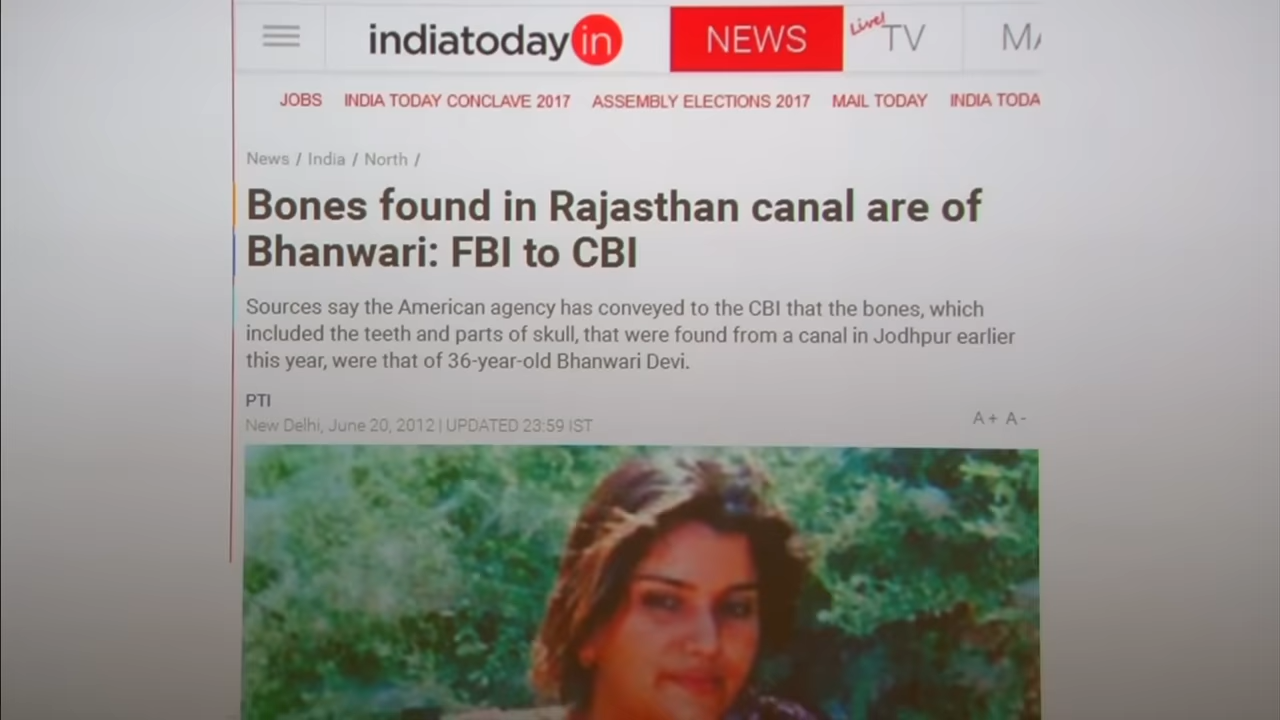 indiatoday in NEWS Live! TV
JOBS INDIA TODAY CONCLAVE 2017 ASSEMBLY ELECTIONS 2017 MAIL TODAY INDIA TODA
News / India / North /
Bones found in Rajasthan canal are of
Bhanwari: FBI to CBI
Sources say the American agency has conveyed to the CBI that the bones, which
included the teeth and parts of skull, that were found from a canal in Jodhpur earlier
this year, were that of 36-year-old Bhanwari Devi.
PTI
New Delhi, June 20, 2012 | UPDATED 23:59 IST
A+ A-